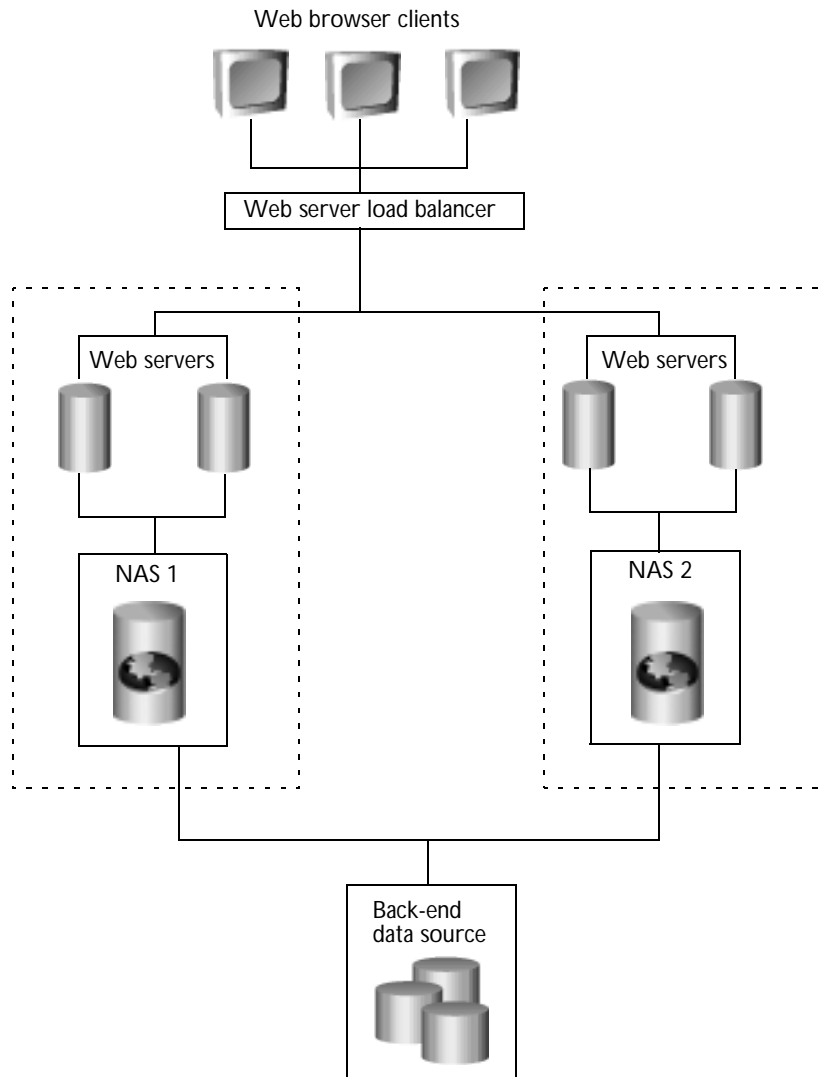 Web browser clients
Web server load balancer
Web servers
Web servers
NAS 1
NAS 2
Back-end
data source